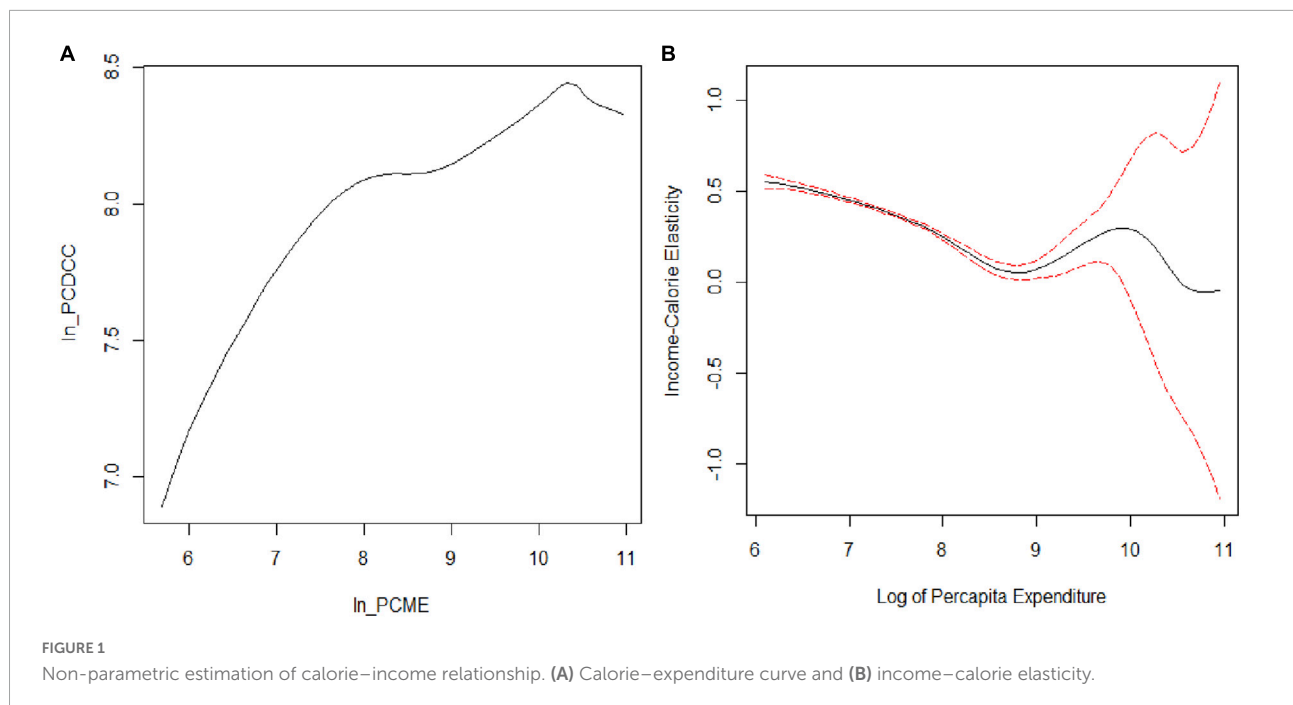 A
B
8.5
8.0
7.5
7.0
ln_PCDCC
6 7 8 9 10 11
ln_PCME
1.0
0.5
0.0
-0.5
-1.0
Income-Calorie Elasticity
6 7 8 9 10 11
Log of Percapita Expenditure
FIGURE 1
Non-parametric estimation of calorie–income relationship. (A) Calorie–expenditure curve and (B) income–calorie elasticity.